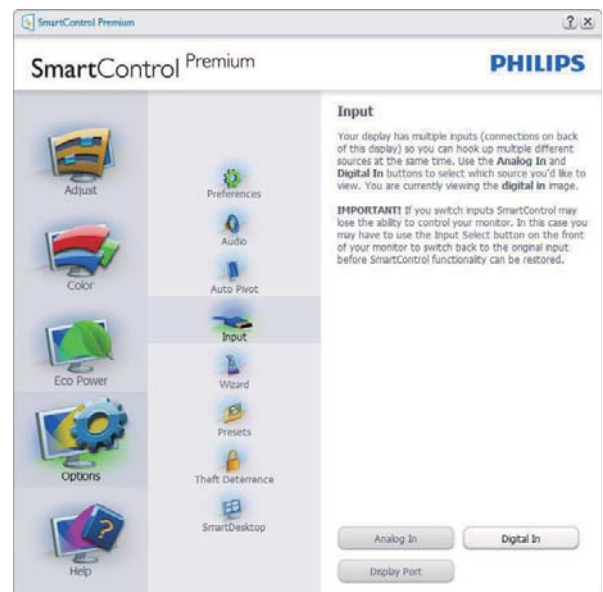 SmartControl Premium
? x
SmartControl Premium
PHILIPS
Adjust
Color
Eco Power
Options
Help
Preferences
Audio
Auto Pivot
Input
Wizard
Presets
Theft Deterrence
SmartDesktop
Input
Your display has multiple inputs (connections on back
of this display) so you can hook up multiple different
sources at the same time. Use the Analog In and
Digital In buttons to select which source you'd like to
view. You are currently viewing the digital in image.
IMPORTANT! If you switch inputs SmartControl may
lose the ability to control your monitor. In this case you
may have to use the Input Select button on the front
of your monitor to switch back to the original input
before SmartControl functionality can be restored.
Analog In
Digital In
Display Port